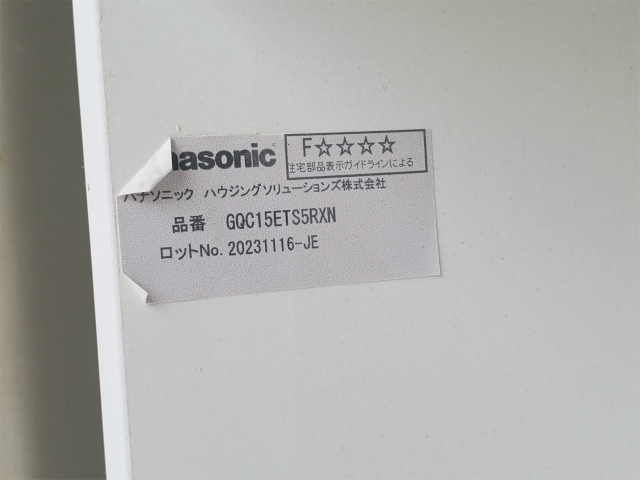 nasonic
F☆☆☆☆
住宅部品表示ガイドラインによる
パナソニック ハウジングソリューションズ株式会社
品番 GQC15ETS5RXN
ロットNo. 20231116-JE